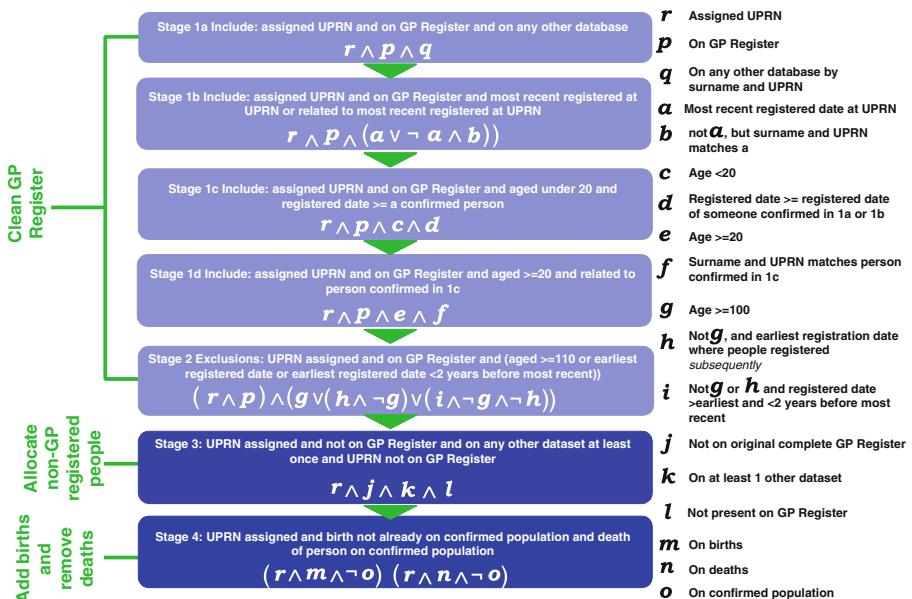 Clean GP
Register
Allocate
non-GP
registered
people
Add births
and
remove
deaths
Stage 1a Include: assigned UPRN and on GP Register and on any other database
r ∧ p ∧ q
Stage 1b Include: assigned UPRN and on GP Register and most recent registered at
UPRN or related to most recent registered at UPRN
r ∧ p ∧ (a ∨ ¬ a ∧ b))
Stage 1c Include: assigned UPRN and on GP Register and aged under 20 and
registered date >= a confirmed person
r ∧ p ∧ c ∧ d
Stage 1d Include: assigned UPRN and on GP Register and aged >=20 and related to
person confirmed in 1c
r ∧ p ∧ e ∧ f
Stage 2 Exclusions: UPRN assigned and on GP Register and (aged >=110 or earliest
registered date or earliest registered date <2 years before most recent))
( r ∧ p ) ∧ (g ∨ (h ∧ ¬g) ∨ (i ∧ ¬g ∧ ¬h))
Stage 3: UPRN assigned and not on GP Register and on any other dataset at least
once and UPRN not on GP Register
r ∧ j ∧ k ∧ l
Stage 4: UPRN assigned and birth not already on confirmed population and death
of person on confirmed population
(r ∧ m ∧ ¬ o) (r ∧ n ∧ ¬ o)
r Assigned UPRN
p On GP Register
q On any other database by
surname and UPRN
a Most recent registered date at UPRN
b not a, but surname and UPRN
matches a
c Age <20
d Registered date >= registered date
of someone confirmed in 1a or 1b
e Age >=20
f Surname and UPRN matches person
confirmed in 1c
g Age >=100
h Not g, and earliest registration date
where people registered
subsequently
i Not g or h and registered date
>earliest and <2 years before most
recent
j Not on original complete GP Register
k On at least 1 other dataset
l Not present on GP Register
m On births
n On deaths
o On confirmed population